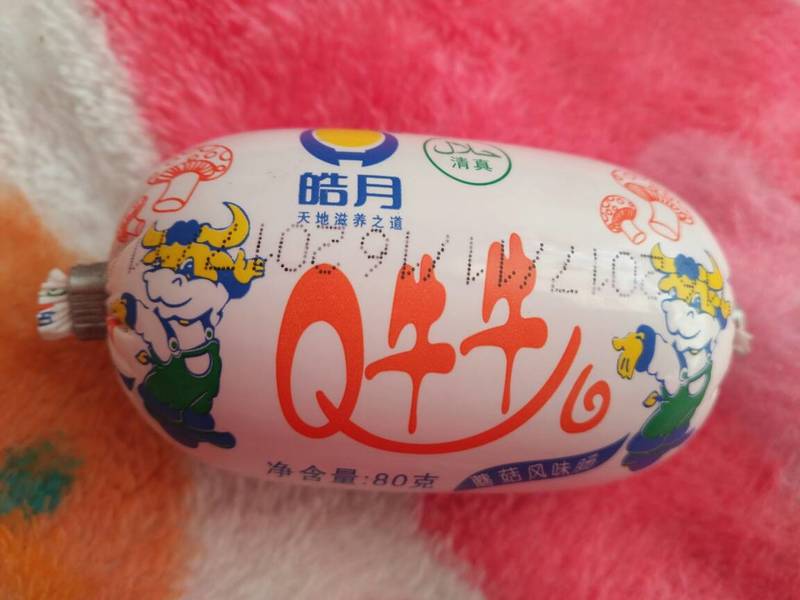 حلال
清真
皓月
天地滋养之道
Q牛牛
净含量:80克
蘑菇风味肠